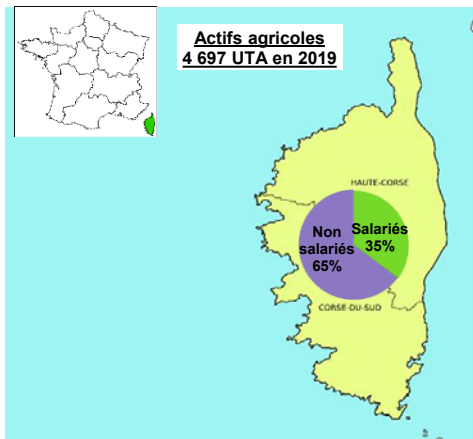 Actifs agricoles
4 697 UTA en 2019
HAUTE-CORSE
Non
salariés
65%
Salariés
35%
CORSE-DU-SUD